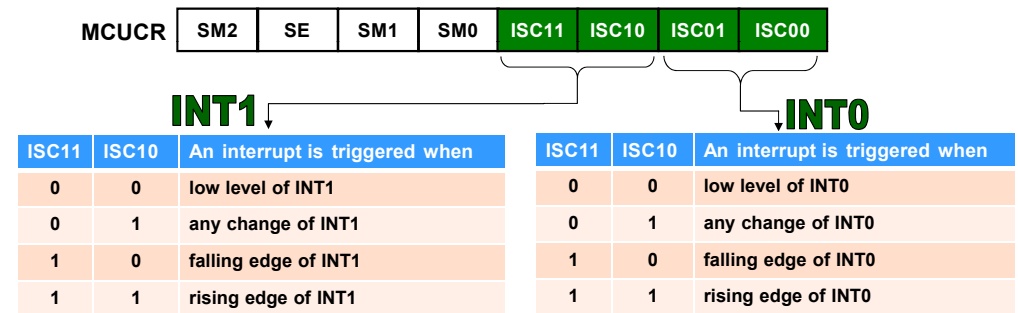 MCUCR SM2 SE SM1 SM0 ISC11 ISC10 ISC01 ISC00
INT1
ISC11 ISC10 An interrupt is triggered when
0 0 low level of INT1
0 1 any change of INT1
1 0 falling edge of INT1
1 1 rising edge of INT1
INT0
ISC11 ISC10 An interrupt is triggered when
0 0 low level of INT0
0 1 any change of INT0
1 0 falling edge of INT0
1 1 rising edge of INT0